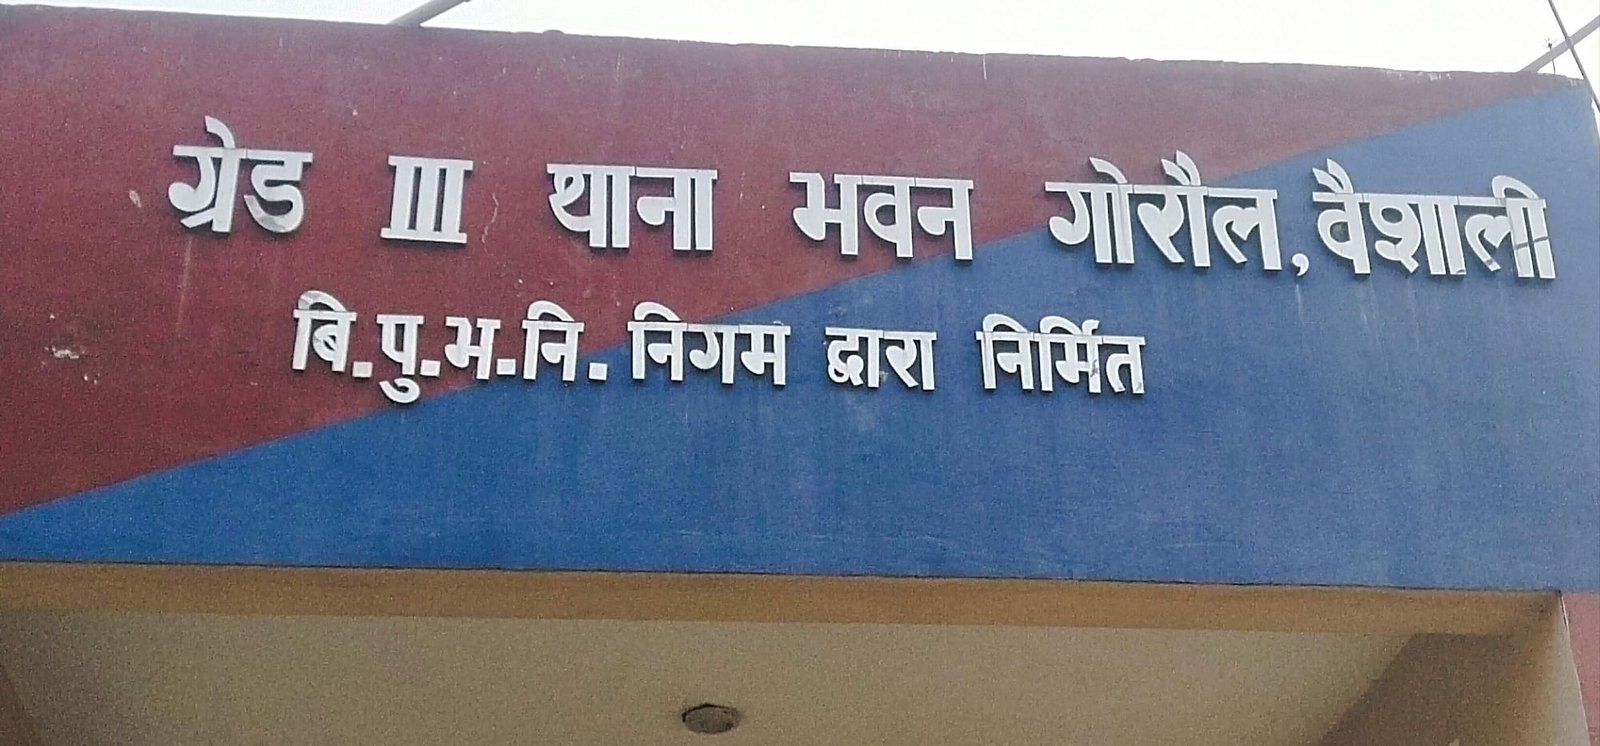 ग्रेड III थाना भवन गोरौल, वैशाली
बि.पु.भ.नि. निगम द्वारा निर्मित